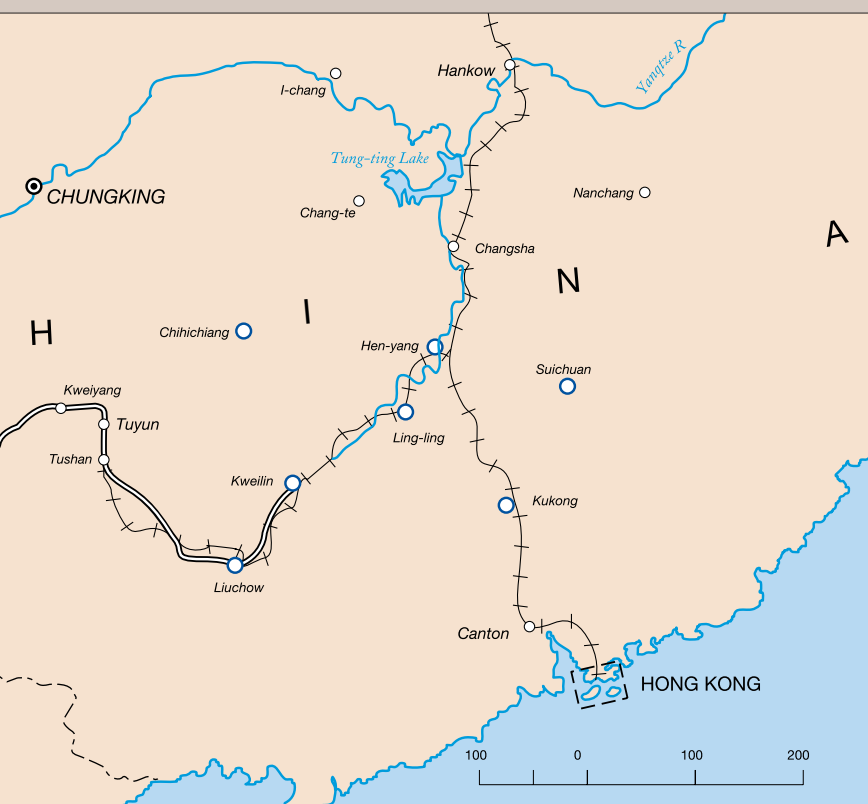 Hankow
Yangtze R
I-chang
Tung-ting Lake
CHUNGKING
Nanchang
Chang-te
A
Changsha
N
I
H
Chihichiang
Hen-yang
Suichuan
Kweiyang
Tuyun
Ling-ling
Tushan
Kweilin
Kukong
Liuchow
Canton
HONG KONG
100 0 100 200